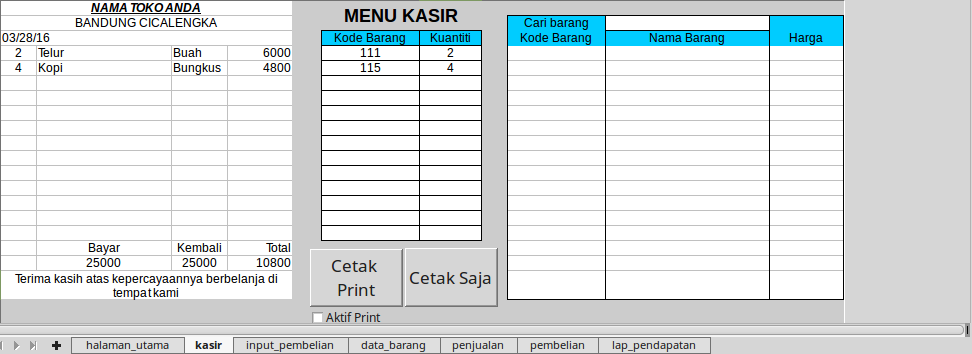 NAMA TOKO ANDA
BANDUNG CICALENGKA
03/28/16
2 Telur Buah 6000
4 Kopi Bungkus 4800
Bayar Kembali Total
25000 25000 10800
Terima kasih atas kepercayaannya berbelanja di
tempat kami
MENU KASIR
Kode Barang Kuantiti
111 2
115 4
Cetak
Print
Cetak Saja
Aktif Print
Cari barang
Kode Barang Nama Barang Harga
halaman_utama kasir input_pembelian data_barang penjualan pembelian lap_pendapatan